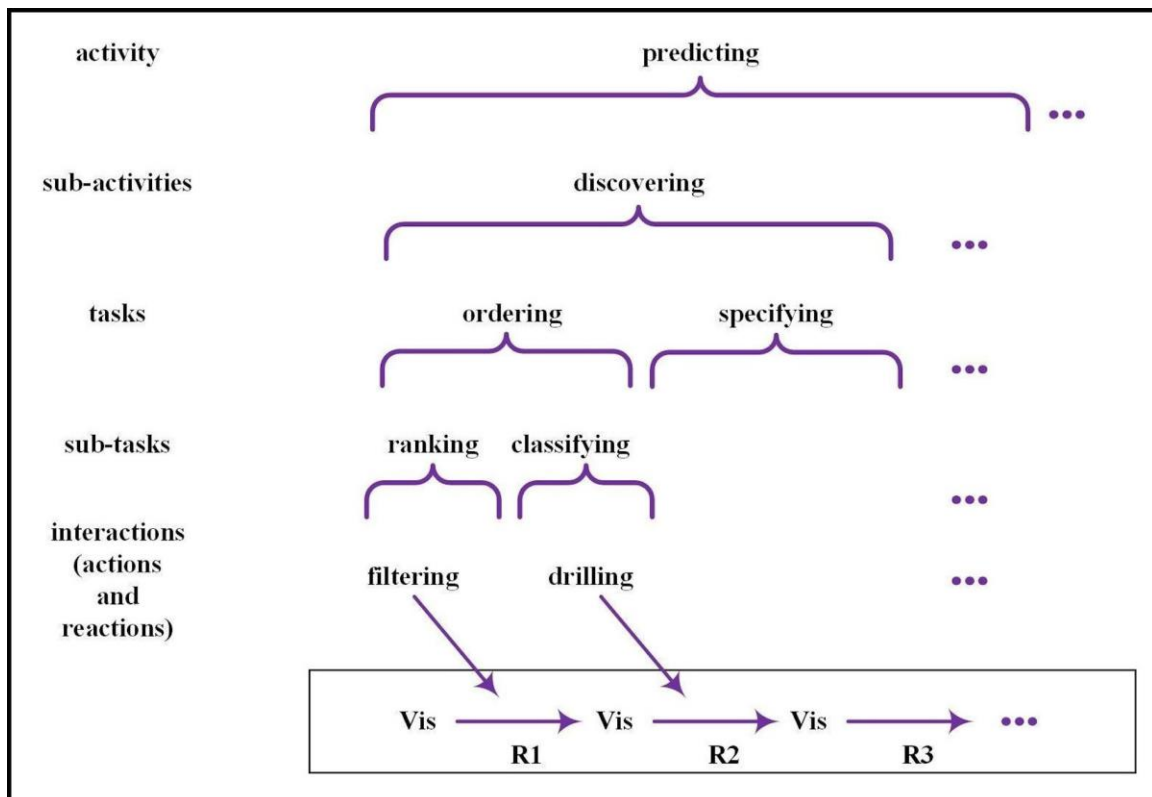 activity predicting
...
sub-activities discovering
...
tasks ordering specifying
...
sub-tasks ranking classifying
...
interactions
(actions
and
reactions)
filtering drilling
...
Vis Vis Vis ...
R1 R2 R3